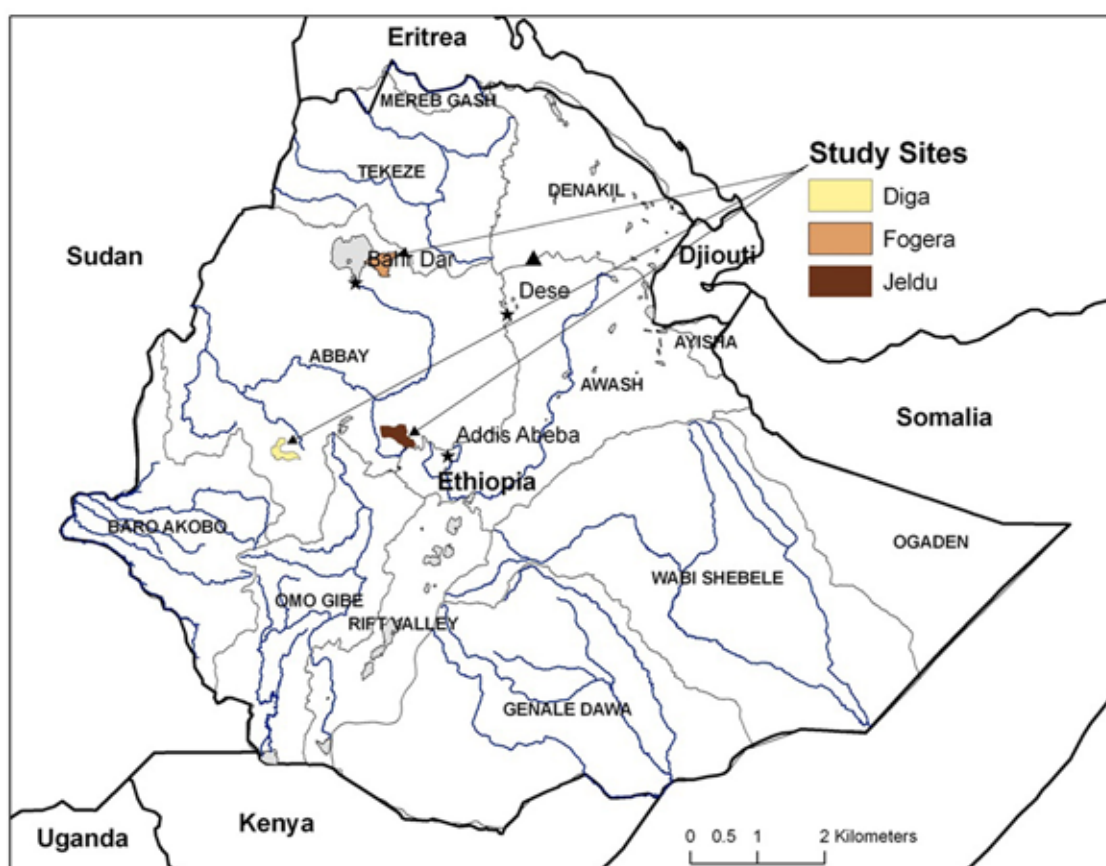 Eritrea
MEREB GASH
TEKEZE
DENAKIL
Study Sites
Diga
Fogera
Jeldu
Sudan
Bahr Dar
Djiouti
Dese
ABBAY
AYISHA
AWASH
Somalia
Addis Abeba
Ethiopia
BARO AKOBO
OGADEN
WABI SHEBELE
OMO GIBE
RIFT VALLEY
GENALE DAWA
Kenya
Uganda
0 0.5 1 2 Kilometers